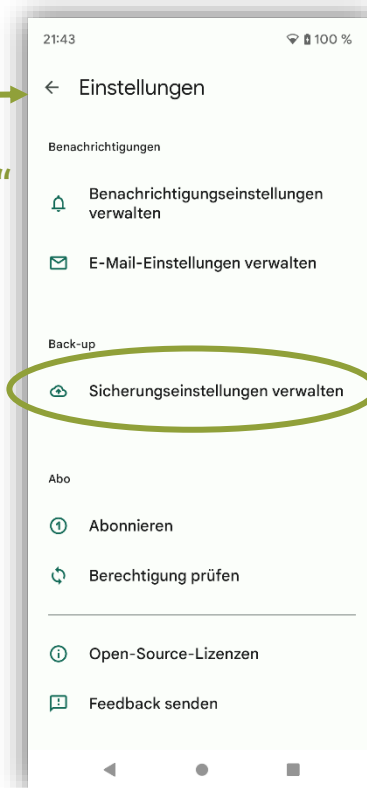 21:43 100 %
Einstellungen
Benachrichtigungen
“
Benachrichtigungseinstellungen
verwalten
E-Mail-Einstellungen verwalten
Back-up
Sicherungseinstellungen verwalten
Abo
1 Abonnieren
Berechtigung prüfen
Open-Source-Lizenzen
Feedback senden